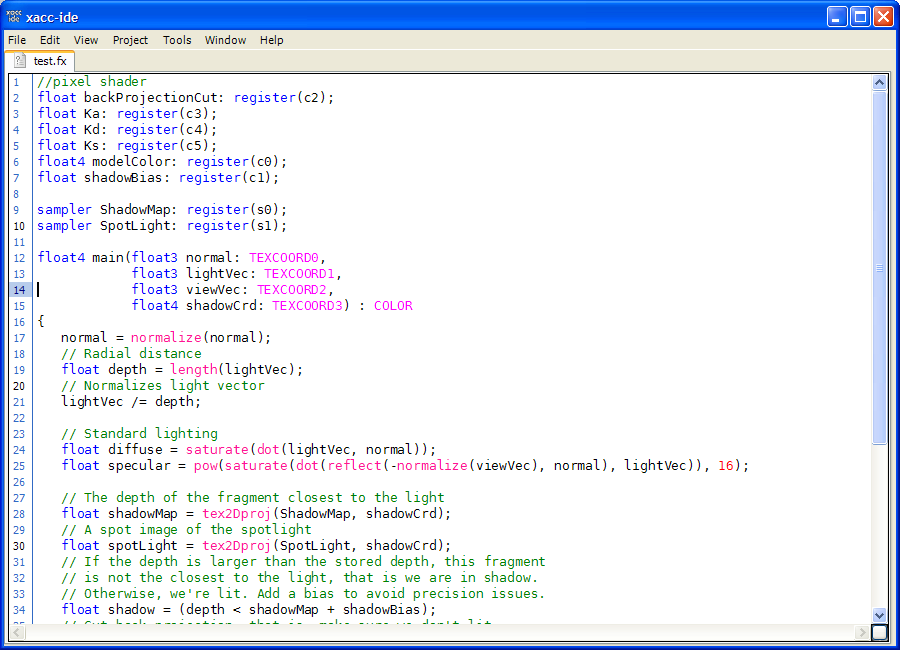 xacc-ide
File Edit View Project Tools Window Help
test.fx
1 //pixel shader
2 float backProjectionCut: register(c2);
3 float Ka: register(c3);
4 float Kd: register(c4);
5 float Ks: register(c5);
6 float4 modelColor: register(c0);
7 float shadowBias: register(c1);
8
9 sampler ShadowMap: register(s0);
10 sampler SpotLight: register(s1);
11
12 float4 main(float3 normal: TEXCOORD0,
13 float3 lightVec: TEXCOORD1,
14 float3 viewVec: TEXCOORD2,
15 float4 shadowCrd: TEXCOORD3) : COLOR
16 {
17 normal = normalize(normal);
18 // Radial distance
19 float depth = length(lightVec);
20 // Normalizes light vector
21 lightVec /= depth;
22
23 // Standard lighting
24 float diffuse = saturate(dot(lightVec, normal));
25 float specular = pow(saturate(dot(reflect(-normalize(viewVec), normal), lightVec)), 16);
26
27 // The depth of the fragment closest to the light
28 float shadowMap = tex2Dproj(ShadowMap, shadowCrd);
29 // A spot image of the spotlight
30 float spotLight = tex2Dproj(SpotLight, shadowCrd);
31 // If the depth is larger than the stored depth, this fragment
32 // is not the closest to the light, that is we are in shadow.
33 // Otherwise, we're lit. Add a bias to avoid precision issues.
34 float shadow = (depth < shadowMap + shadowBias);
35 // Cut back projection, that is, make sure we don't lit